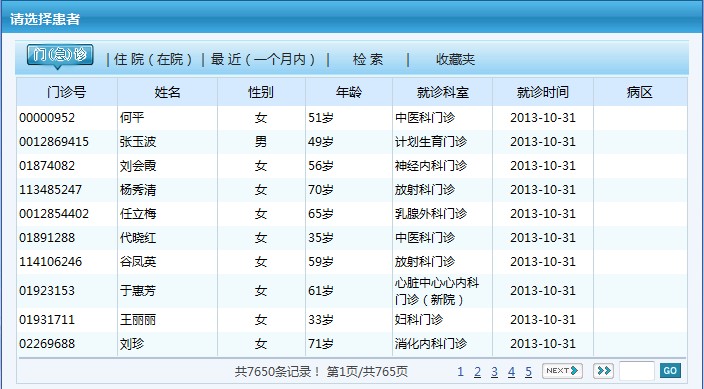 请选择患者
门(急)诊 | 住 院（在院） | 最 近（一个月内） | 检 索 | 收藏夹
门诊号 姓名 性别 年龄 就诊科室 就诊时间 病区
00000952 何平 女 51岁 中医科门诊 2013-10-31
0012869415 张玉波 男 49岁 计划生育门诊 2013-10-31
01874082 刘会霞 女 56岁 神经内科门诊 2013-10-31
113485247 杨秀清 女 70岁 放射科门诊 2013-10-31
0012854402 任立梅 女 65岁 乳腺外科门诊 2013-10-31
01891288 代晓红 女 35岁 中医科门诊 2013-10-31
114106246 谷凤英 女 59岁 放射科门诊 2013-10-31
01923153 于惠芳 女 61岁 心脏中心心内科门诊（新院） 2013-10-31
01931711 王丽丽 女 33岁 妇科门诊 2013-10-31
02269688 刘珍 女 71岁 消化内科门诊 2013-10-31
共7650条记录！ 第1页/共765页 1 2 3 4 5 NEXT GO